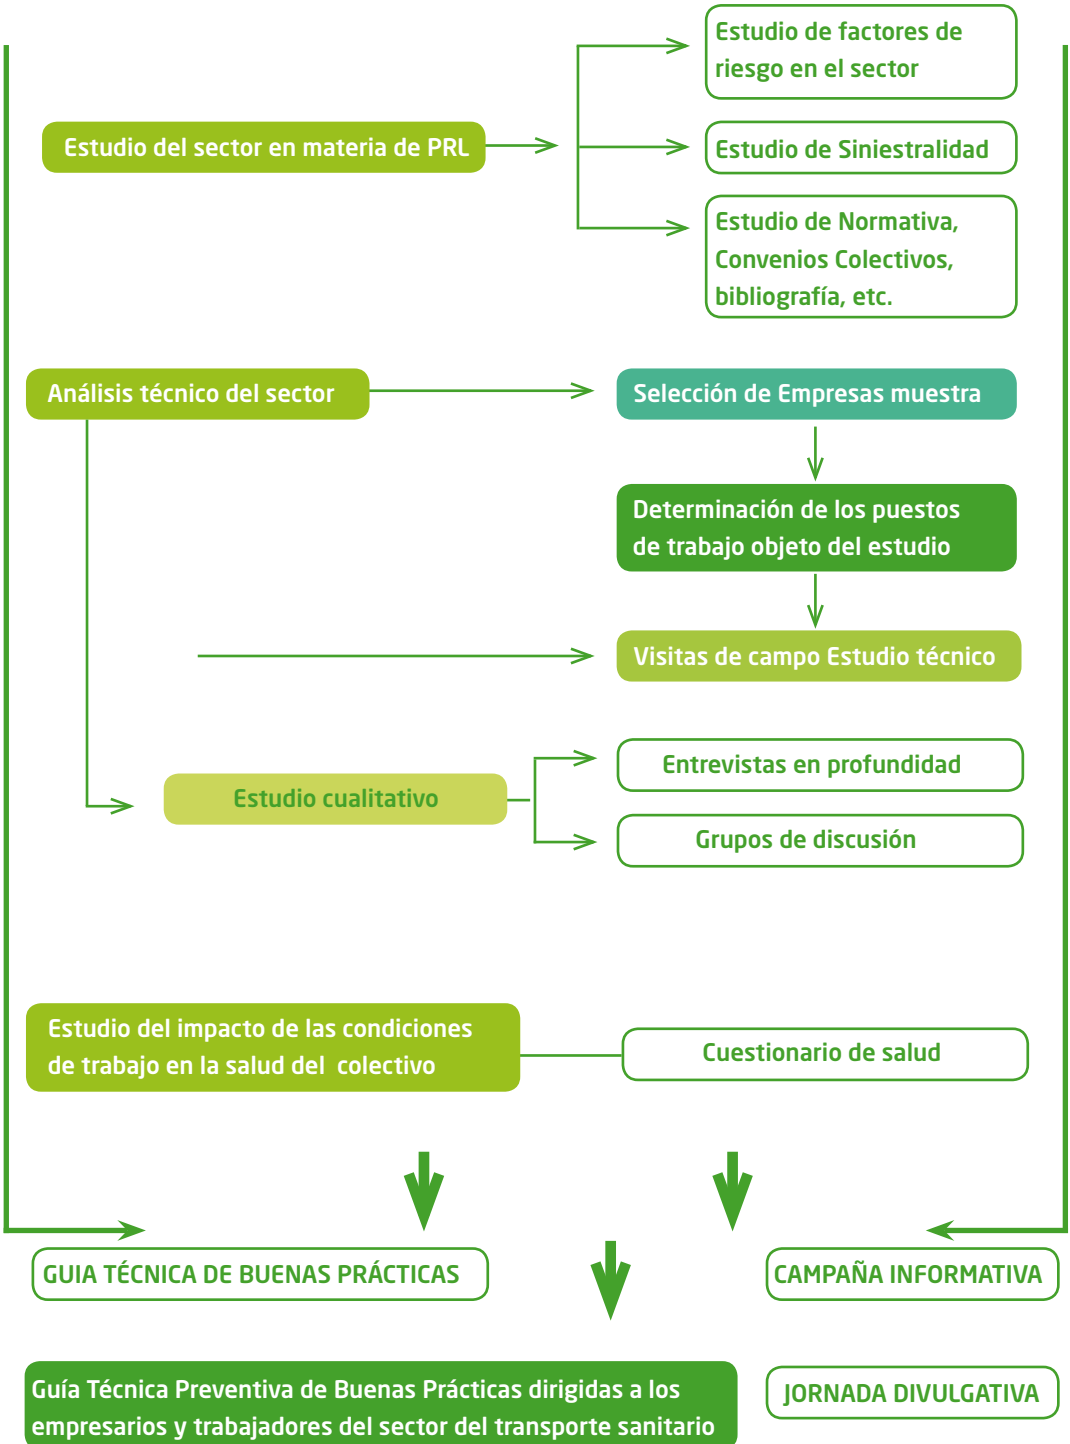 Estudio de factores de
riesgo en el sector
Estudio del sector en materia de PRL
Estudio de Siniestralidad
Estudio de Normativa,
Convenios Colectivos,
bibliografía, etc.
Análisis técnico del sector
Selección de Empresas muestra
Determinación de los puestos
de trabajo objeto del estudio
Visitas de campo Estudio técnico
Entrevistas en profundidad
Estudio cualitativo
Grupos de discusión
Estudio del impacto de las condiciones
de trabajo en la salud del colectivo
Cuestionario de salud
GUIA TÉCNICA DE BUENAS PRÁCTICAS
CAMPAÑA INFORMATIVA
Guía Técnica Preventiva de Buenas Prácticas dirigidas a los
empresarios y trabajadores del sector del transporte sanitario
JORNADA DIVULGATIVA